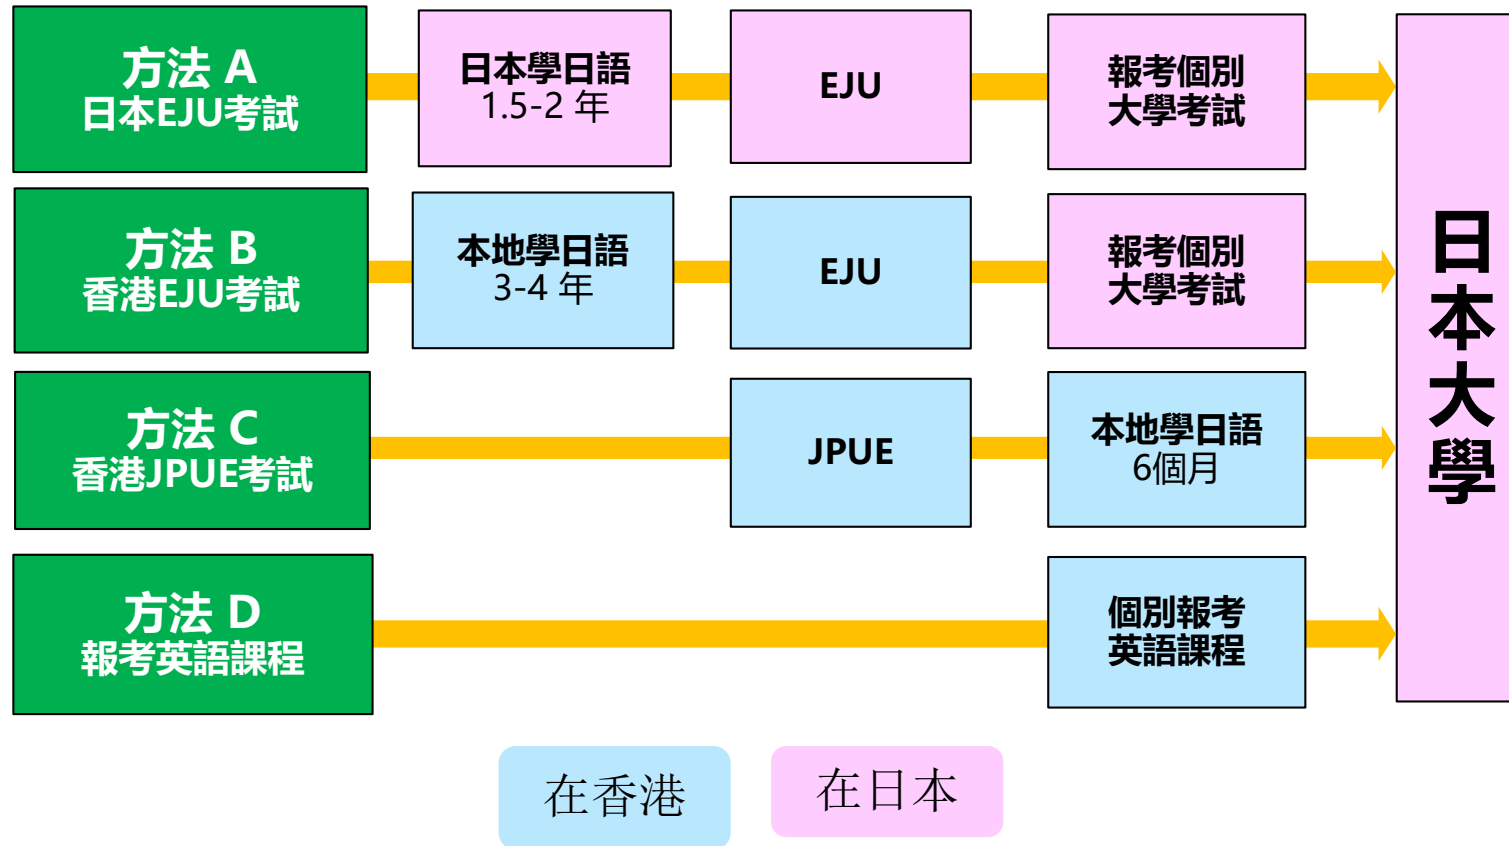 方法 A
日本EJU考試
日本學日語
1.5-2 年
EJU
報考個別
大學考試
方法 B
香港EJU考試
本地學日語
3-4 年
EJU
報考個別
大學考試
方法 C
香港JPUE考試
JPUE
本地學日語
6個月
方法 D
報考英語課程
個別報考
英語課程
日本大學
在香港
在日本